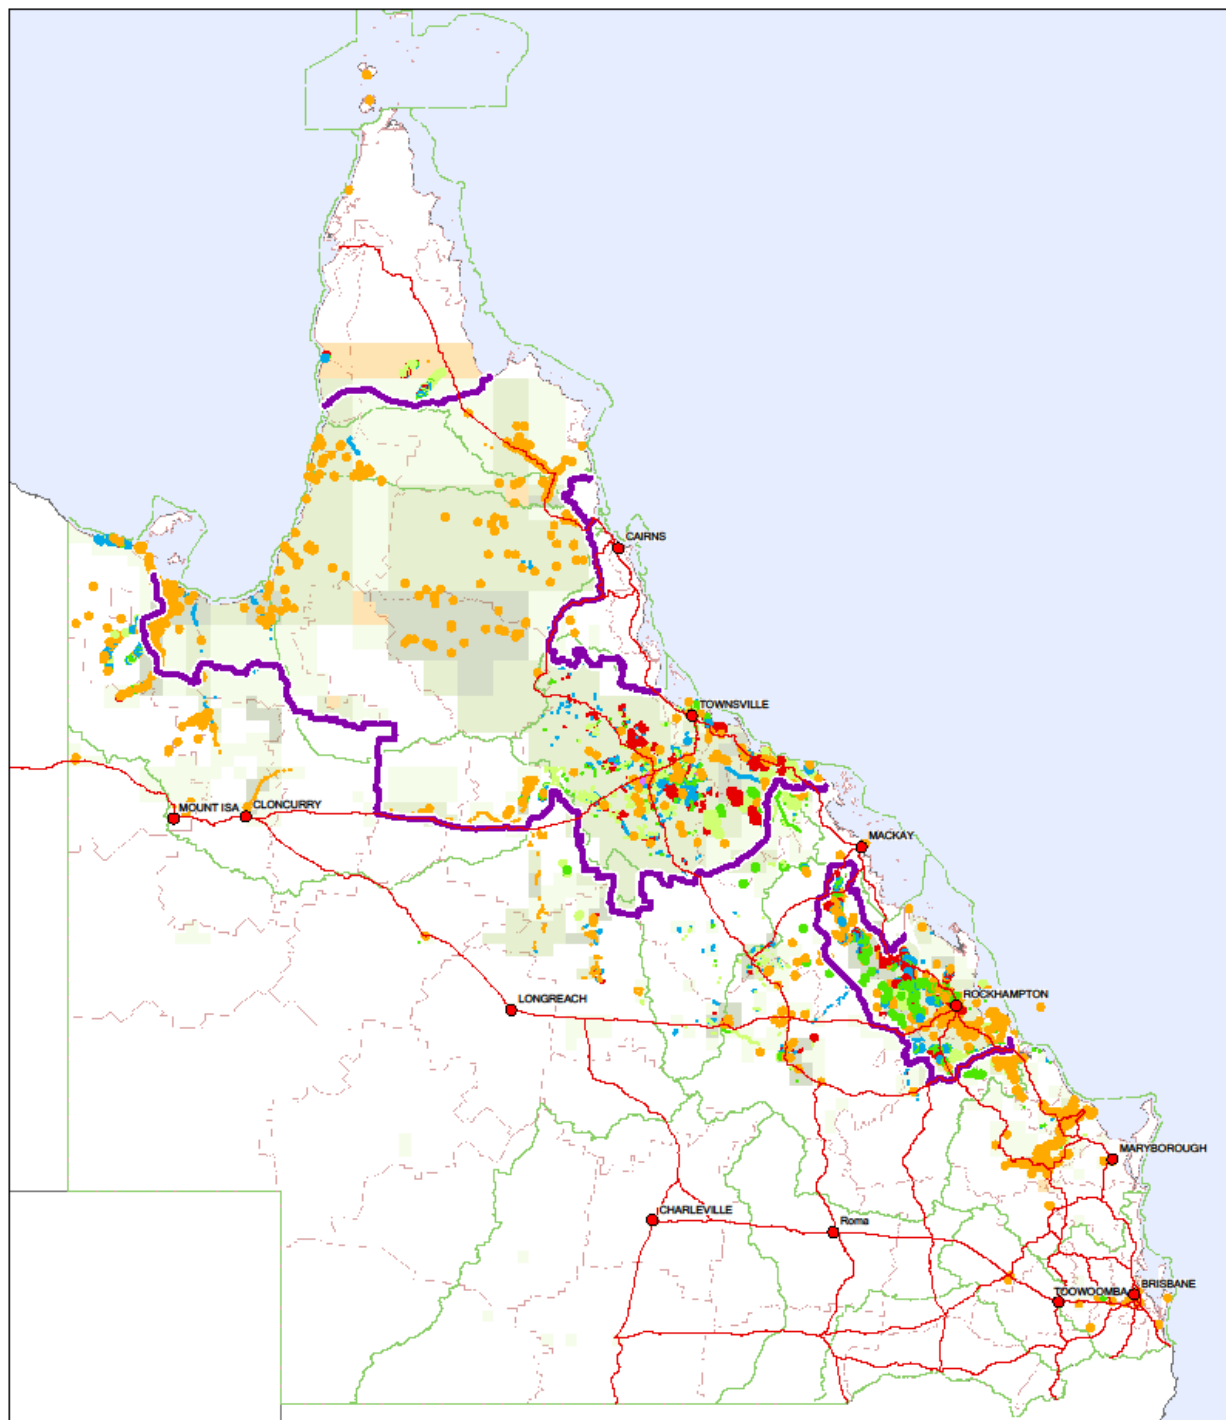 CAIRNS
TOWNSVILLE
MOUNT ISA
CLONCURRY
MACKAY
LONGREACH
ROCKHAMPTON
MARYBOROUGH
CHARLEVILLE
Roma
TOOWOOMBA
BRISBANE